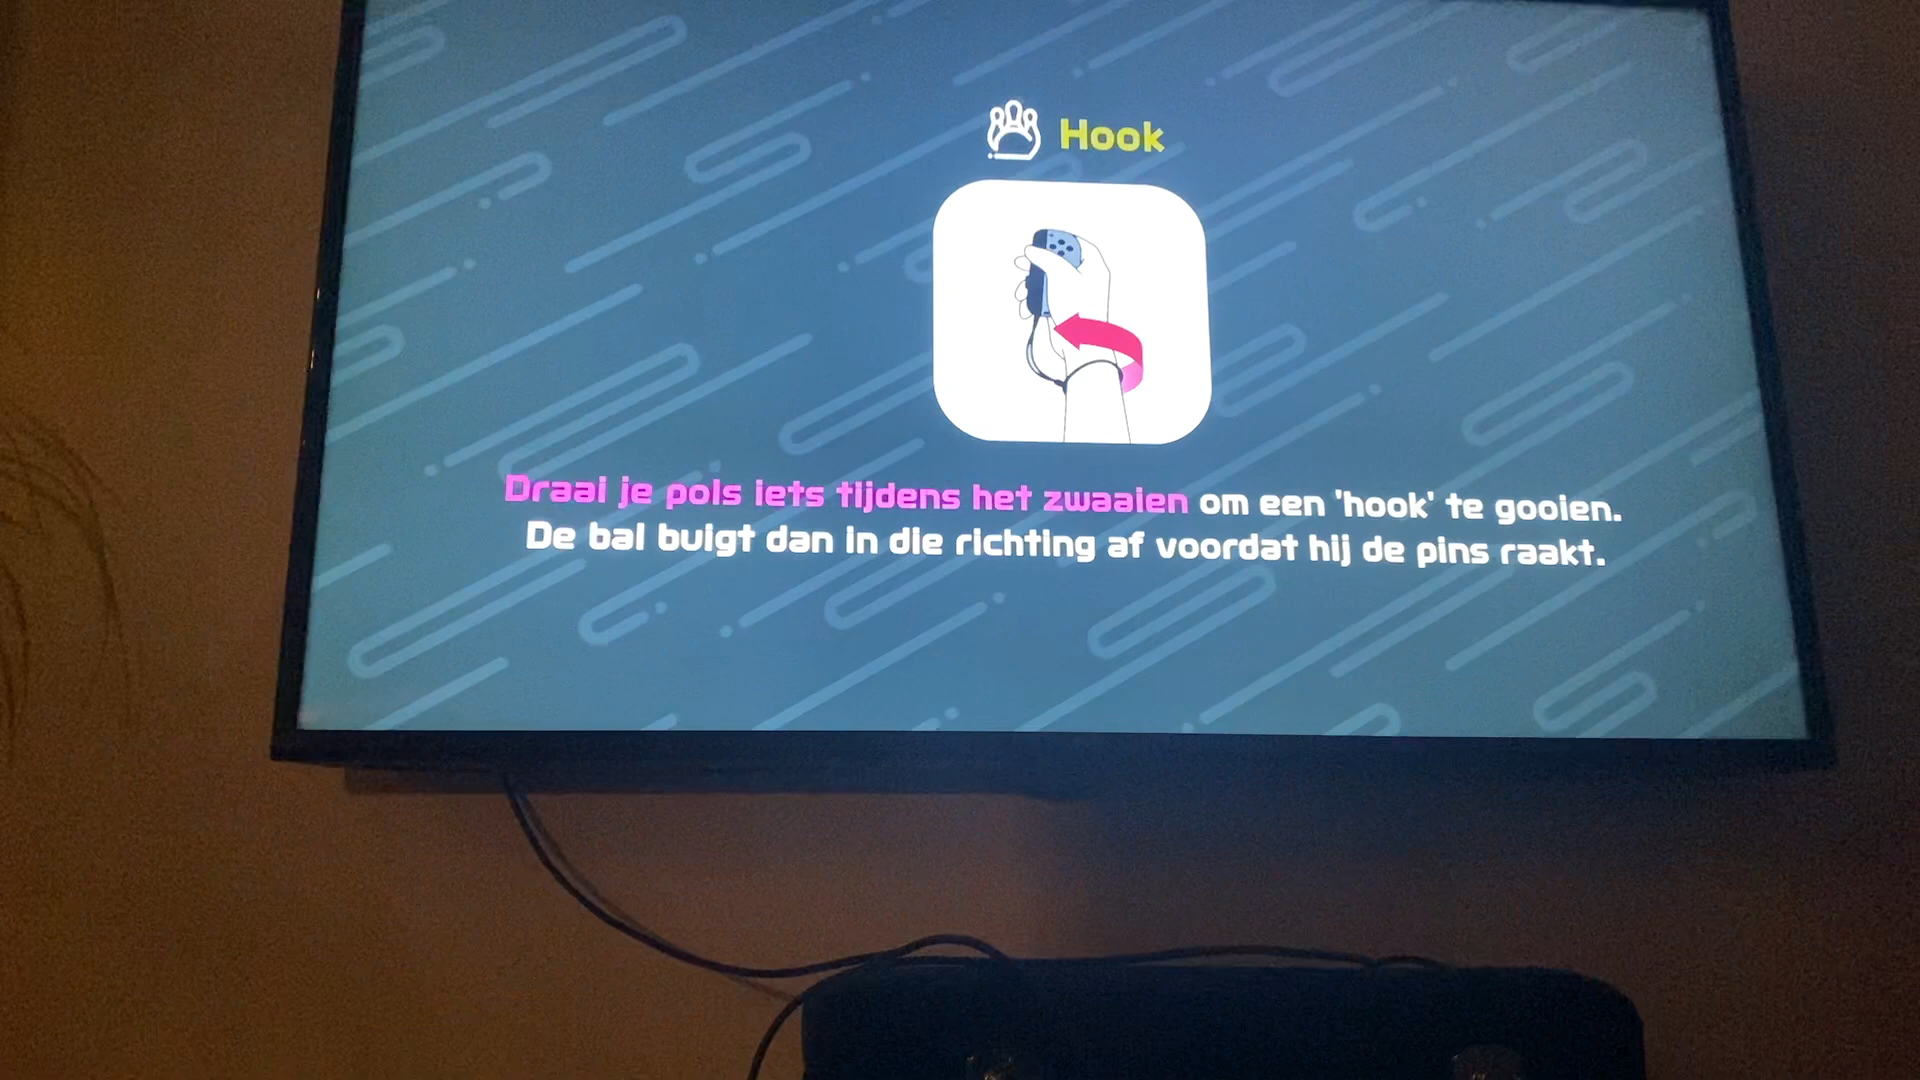 Hook
Draai je pols iets tijdens het zwaaien om een 'hook' te gooien.
De bal buigt dan in die richting af voordat hij de pins raakt.